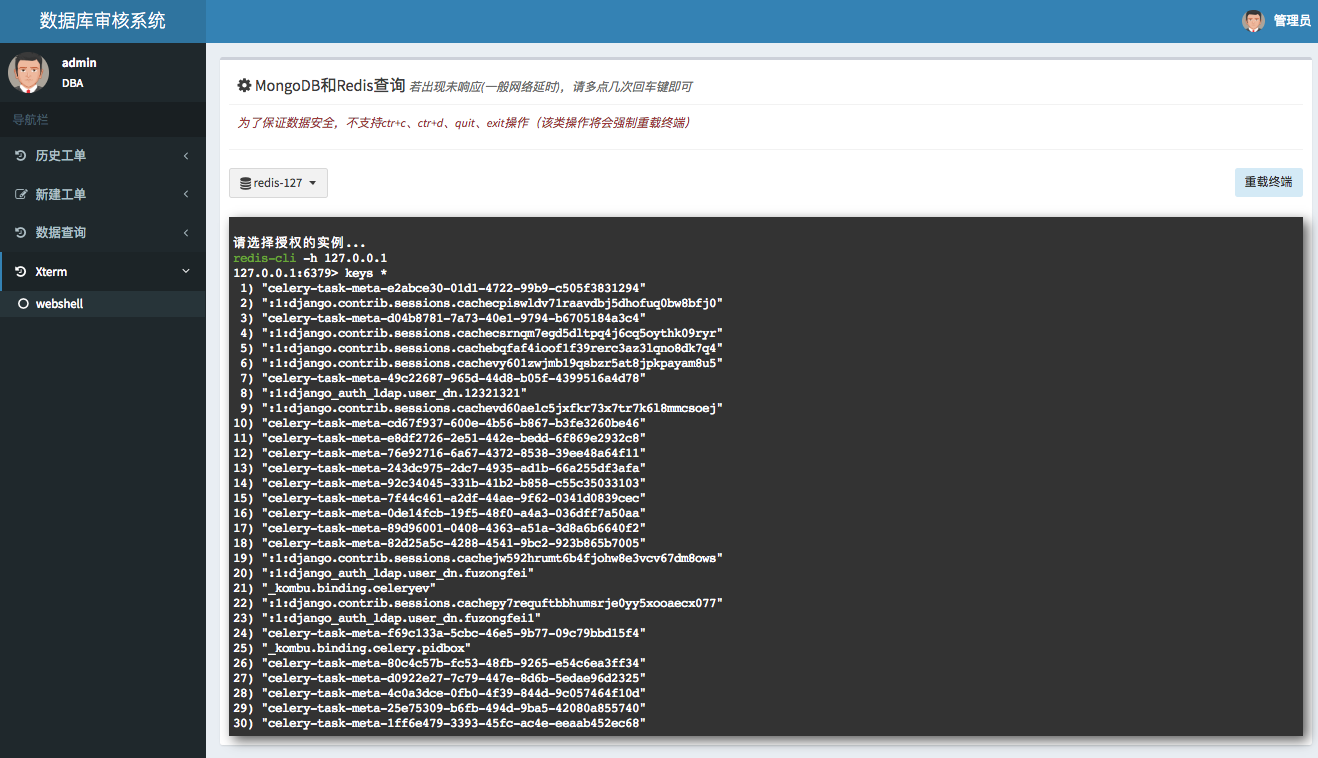 数据库审核系统
管理员
admin
DBA
导航栏
历史工单
新建工单
数据查询
Xterm
webshell
MongoDB和Redis查询 若出现未响应(一般网络延时)，请多点几次回车键即可
为了保证数据安全，不支持ctr+c、ctr+d、quit、exit操作（该类操作将会强制重载终端）
redis-127
重载终端
请选择授权的实例...
redis-cli -h 127.0.0.1
127.0.0.1:6379> keys *
1) "celery-task-meta-e2abce30-01d1-4722-99b9-c505f3831294"
2) ":1:django.contrib.sessions.cachecpiswldv71raavdbj5dhofuq0bw8bfj0"
3) "celery-task-meta-d04b8781-7a73-40e1-9794-b6705184a3c4"
4) ":1:django.contrib.sessions.cachecsrnqm7egd5dltpq4j6cq5oythk09ryr"
5) ":1:django.contrib.sessions.cachebqfaf4ioof1f39rerc3az3lqno8dk7q4"
6) ":1:django.contrib.sessions.cachevy601zwjmb19qsbzr5at8jpkpayam8u5"
7) "celery-task-meta-49c22687-965d-44d8-b05f-4399516a4d78"
8) ":1:django_auth_ldap.user_dn.12321321"
9) ":1:django.contrib.sessions.cachevd60aelc5jxfkr73x7tr7k6l8mmcsoej"
10) "celery-task-meta-cd67f937-600e-4b56-b867-b3fe3260be46"
11) "celery-task-meta-e8df2726-2e51-442e-bedd-6f869e2932c8"
12) "celery-task-meta-76e92716-6a67-4372-8538-39ee48a64f11"
13) "celery-task-meta-243dc975-2dc7-4935-ad1b-66a255df3afa"
14) "celery-task-meta-92c34045-331b-41b2-b858-c55c35033103"
15) "celery-task-meta-7f44c461-a2df-44ae-9f62-0341d0839cec"
16) "celery-task-meta-0de14fcb-19f5-48f0-a4a3-036dff7a50aa"
17) "celery-task-meta-89d96001-0408-4363-a51a-3d8a6b6640f2"
18) "celery-task-meta-82d25a5c-4288-4541-9bc2-923b865b7005"
19) ":1:django.contrib.sessions.cachejw592hrumt6b4fjohw8e3vcv67dm8ows"
20) ":1:django_auth_ldap.user_dn.fuzongfei"
21) "_kombu.binding.celeryev"
22) ":1:django.contrib.sessions.cachepy7requftbbhumsrje0yy5xooaecx077"
23) ":1:django_auth_ldap.user_dn.fuzongfei1"
24) "celery-task-meta-f69c133a-5cbc-46e5-9b77-09c79bbd15f4"
25) "_kombu.binding.celery.pidbox"
26) "celery-task-meta-80c4c57b-fc53-48fb-9265-e54c6ea3ff34"
27) "celery-task-meta-d0922e27-7c79-447e-8d6b-5edae96d2325"
28) "celery-task-meta-4c0a3dce-0fb0-4f39-844d-9c057464f10d"
29) "celery-task-meta-25e75309-b6fb-494d-9ba5-42080a855740"
30) "celery-task-meta-1ff6e479-3393-45fc-ac4e-eeaab452ec68"